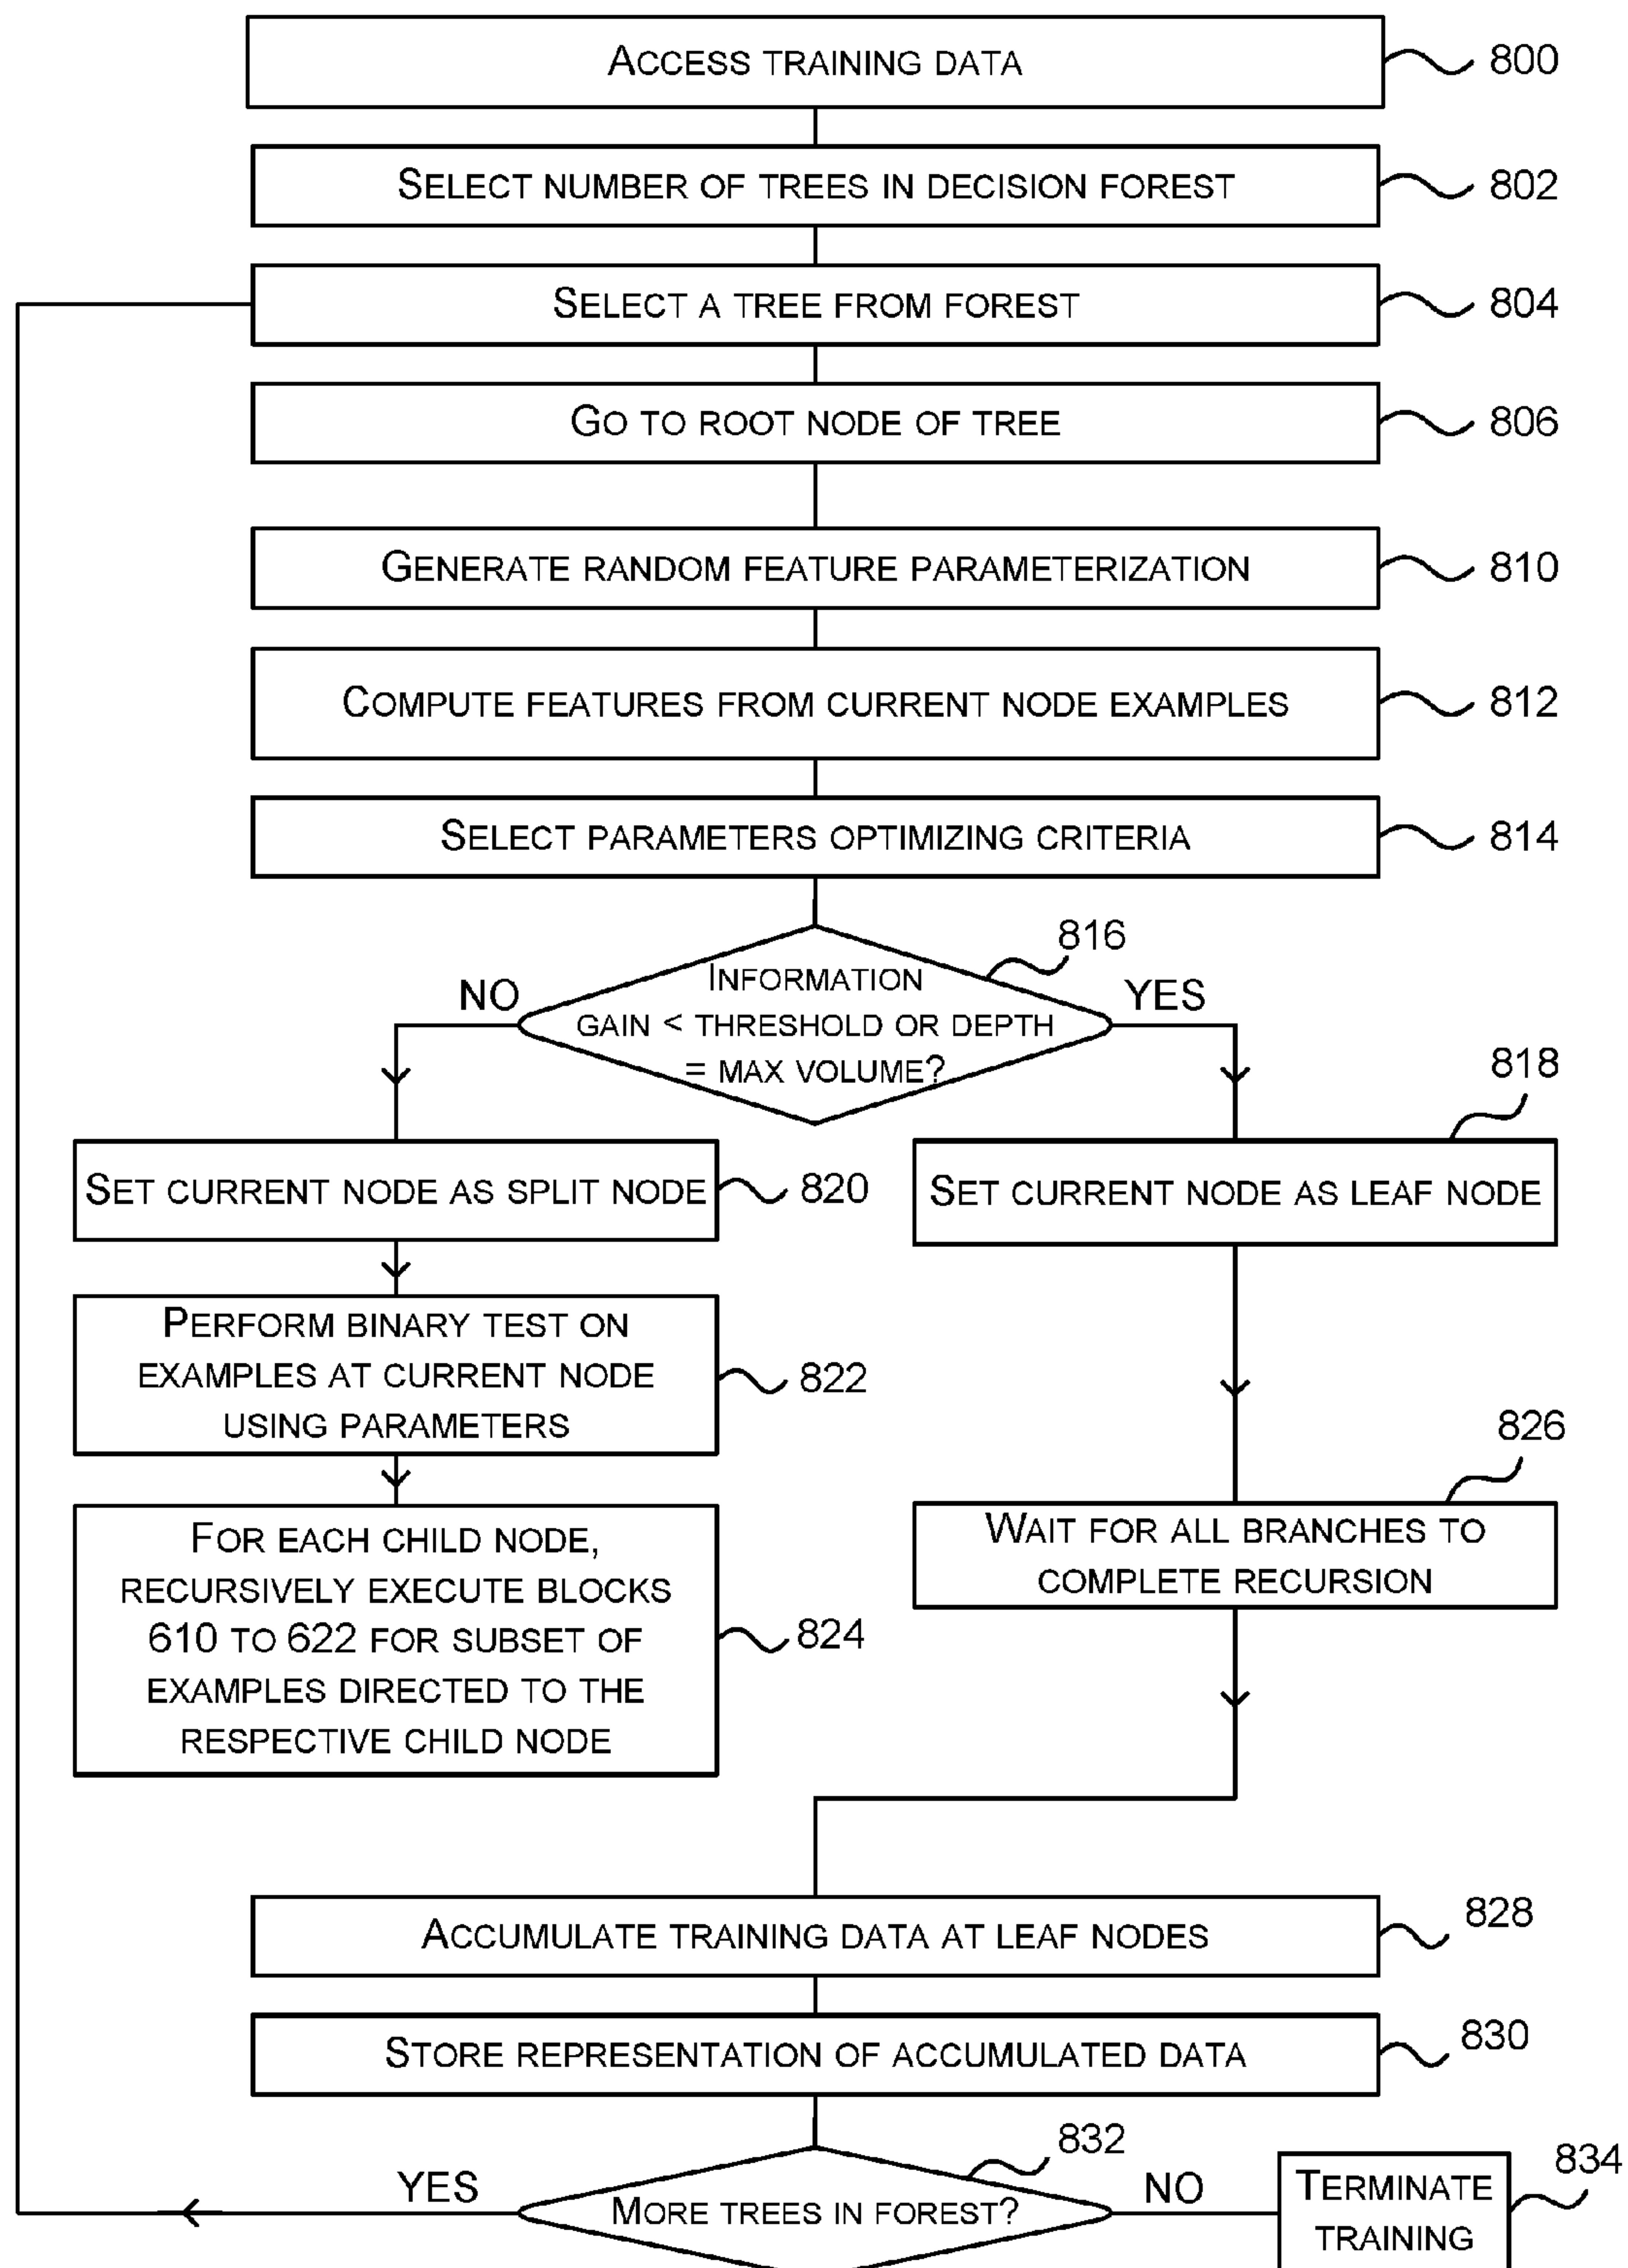 ACCESS TRAINING DATA
800
SELECT NUMBER OF TREES IN DECISION FOREST
802
SELECT A TREE FROM FOREST
804
GO TO ROOT NODE OF TREE
806
GENERATE RANDOM FEATURE PARAMETERIZATION
810
COMPUTE FEATURES FROM CURRENT NODE EXAMPLES
812
SELECT PARAMETERS OPTIMIZING CRITERIA
814
816
INFORMATION
GAIN < THRESHOLD OR DEPTH
= MAX VOLUME?
NO
YES
818
SET CURRENT NODE AS SPLIT NODE
820
SET CURRENT NODE AS LEAF NODE
PERFORM BINARY TEST ON
EXAMPLES AT CURRENT NODE
USING PARAMETERS
822
826
WAIT FOR ALL BRANCHES TO
COMPLETE RECURSION
FOR EACH CHILD NODE,
RECURSIVELY EXECUTE BLOCKS
610 TO 622 FOR SUBSET OF
EXAMPLES DIRECTED TO THE
RESPECTIVE CHILD NODE
824
ACCUMULATE TRAINING DATA AT LEAF NODES
828
STORE REPRESENTATION OF ACCUMULATED DATA
830
832
YES
MORE TREES IN FOREST?
NO
TERMINATE
TRAINING
834